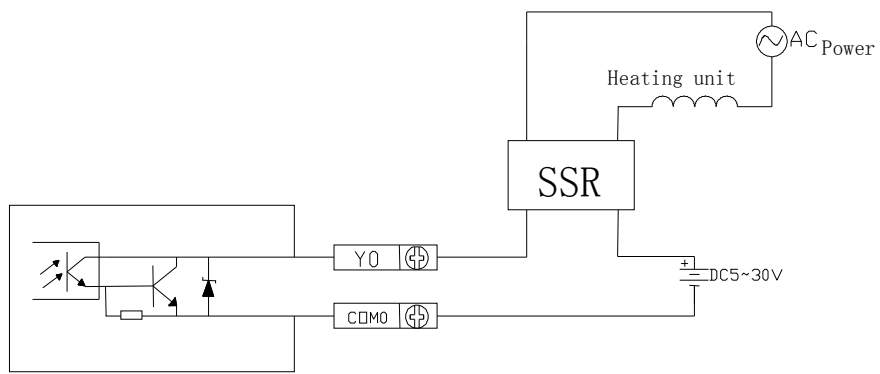 AC Power
Heating unit
SSR
Y0
+
DC5~30V
COM0